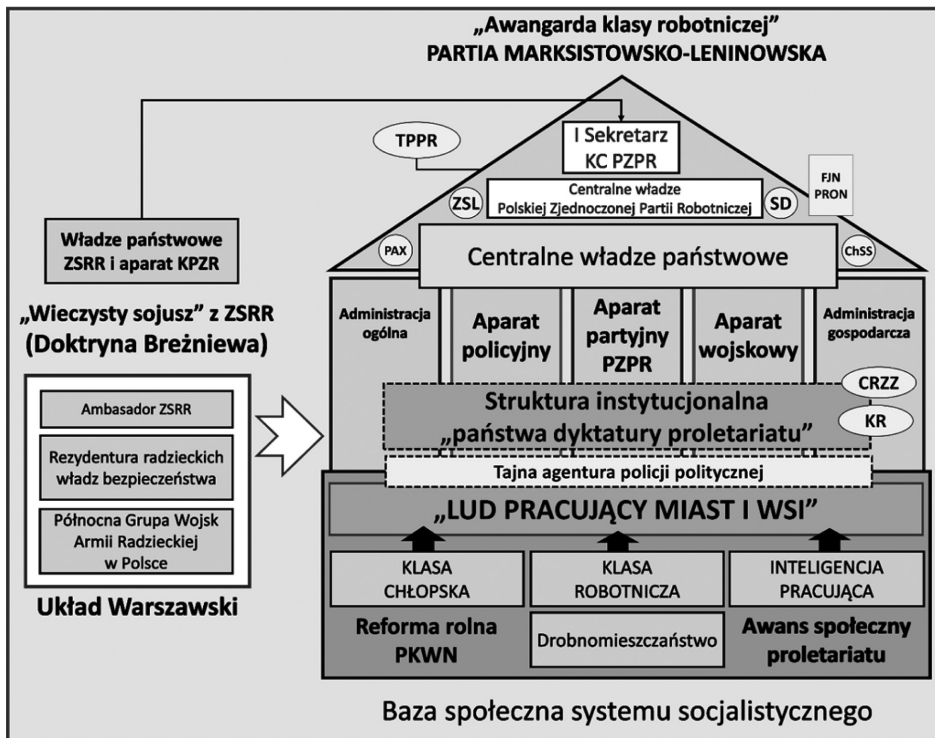 „Awangarda klasy robotniczej”
PARTIA MARKSISTOWSKO-LENINOWSKA
TPPR
I Sekretarz
KC PZPR
FJN
PRON
ZSL
Centralne władze
Polskiej Zjednoczonej Partii Robotniczej
SD
PAX
Centralne władze państwowe
ChSS
Władze państwowe
ZSRR i aparat KPZR
„Wieczysty sojusz” z ZSRR
(Doktryna Breżniewa)
Ambasador ZSRR
Rezydentura radzieckich
władz bezpieczeństwa
Północna Grupa Wojsk
Armii Radzieckiej
w Polsce
Układ Warszawski
Administracja
ogólna
Aparat
policyjny
Aparat
partyjny
PZPR
Aparat
wojskowy
Administracja
gospodarcza
CRZZ
KR
Struktura instytucjonalna
„państwa dyktatury proletariatu”
Tajna agentura policji politycznej
„LUD PRACUJĄCY MIAST I WSI”
KLASA
CHŁOPSKA
KLASA
ROBOTNICZA
INTELIGENCJA
PRACUJĄCA
Reforma rolna
PKWN
Drobnomieszczaństwo
Awans społeczny
proletariatu
Baza społeczna systemu socjalistycznego